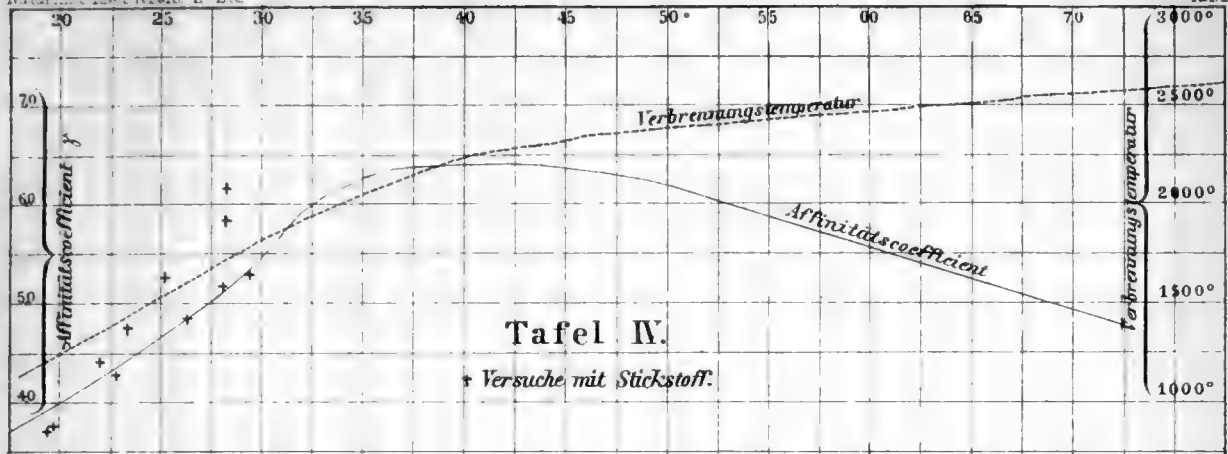 20 25 30 35 40 45 50° 55 60 65 70 3000°
70 Verbrennungstemperatur 2500°
Affinitätscoefficient γ
Verbrennungstemperatur
60 2000°
Affinitätscoefficient
50 1500°
Tafel IV.
+ Versuche mit Stickstoff.
40 1000°